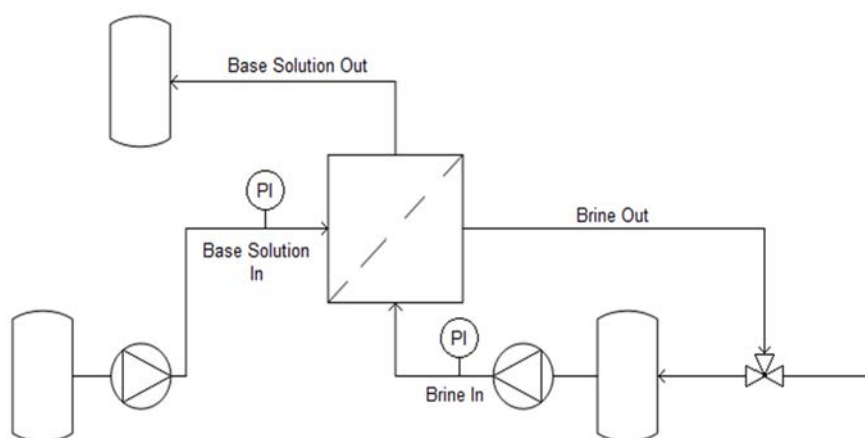 Base Solution Out
PI
Brine Out
Base Solution
In
PI
Brine In